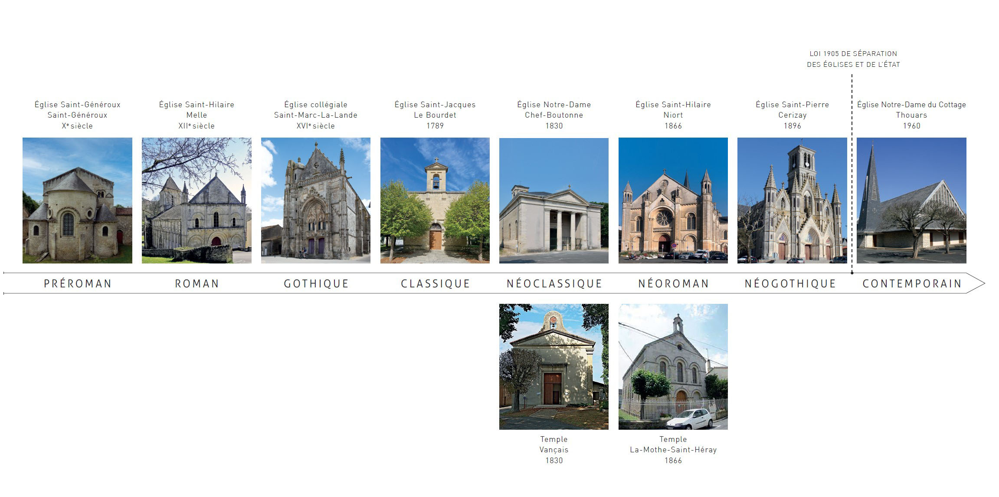 LOI 1905 DE SÉPARATION
DES ÉGLISES ET DE L'ÉTAT
Église Saint-Généroux
Saint-Généroux
Xe siècle
Église Saint-Hilaire
Melle
XIIe siècle
Église collégiale
Saint-Marc-La-Lande
XVIe siècle
Église Saint-Jacques
Le Bourdet
1789
Église Notre-Dame
Chef-Boutonne
1830
Église Saint-Hilaire
Niort
1866
Église Saint-Pierre
Cerizay
1896
Église Notre-Dame du Cottage
Thouars
1960
PRÉROMAN
ROMAN
GOTHIQUE
CLASSIQUE
NÉOCLASSIQUE
NÉOROMAN
NÉOGOTHIQUE
CONTEMPORAIN
Temple
Vançais
1830
Temple
La-Mothe-Saint-Héray
1866